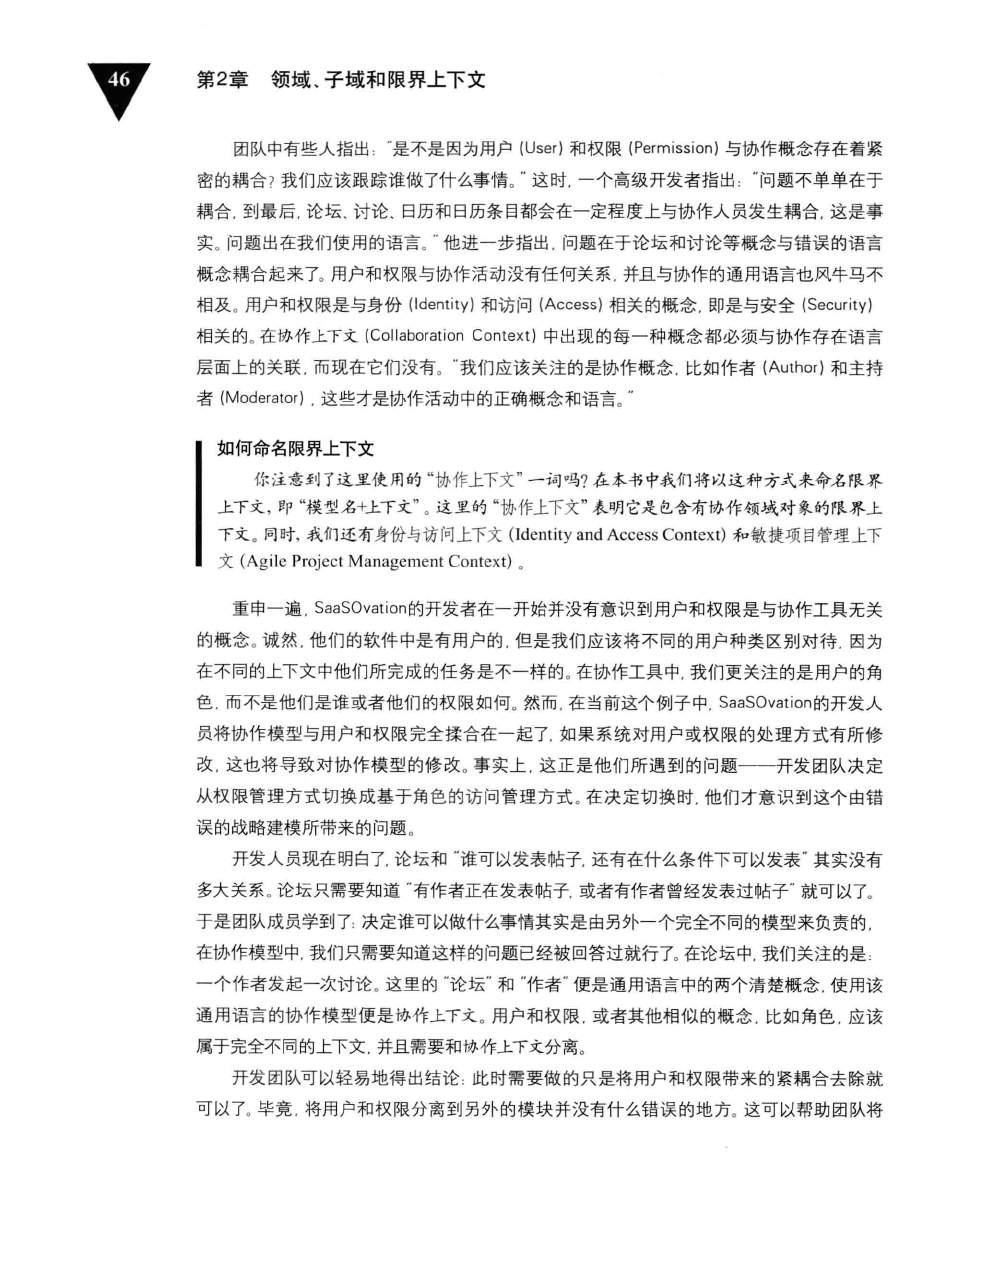 46
第2章 领域、子域和限界上下文
团队中有些人指出：“是不是因为用户（User）和权限（Permission）与协作概念存在着紧
密的耦合？我们应该跟踪谁做了什么事情。”这时，一个高级开发者指出：“问题不单单在于
耦合，到最后，论坛、讨论、日历和日历条目都会在一定程度上与协作人员发生耦合，这是事
实。问题出在我们使用的语言。”他进一步指出，问题在于论坛和讨论等概念与错误的语言
概念耦合起来了。用户和权限与协作活动没有任何关系，并且与协作的通用语言也风牛马不
相及。用户和权限是与身份（Identity）和访问（Access）相关的概念，即是与安全（Security）
相关的。在协作上下文（Collaboration Context）中出现的每一种概念都必须与协作存在语言
层面上的关联，而现在它们没有。“我们应该关注的是协作概念，比如作者（Author）和主持
者（Moderator），这些才是协作活动中的正确概念和语言。”
如何命名限界上下文
你注意到了这里使用的“协作上下文”一词吗？在本书中我们将以这种方式来命名限界
上下文，即“模型名+上下文”。这里的“协作上下文”表明它是包含有协作领域对象的限界上
下文。同时，我们还有身份与访问上下文（Identity and Access Context）和敏捷项目管理上下
文（Agile Project Management Context）。
重申一遍，SaaSOvation的开发者在一开始并没有意识到用户和权限是与协作工具无关
的概念。诚然，他们的软件中是有用户的，但是我们应该将不同的用户种类区别对待，因为
在不同的上下文中他们所完成的任务是不一样的。在协作工具中，我们更关注的是用户的角
色，而不是他们是谁或者他们的权限如何。然而，在当前这个例子中，SaaSOvation的开发人
员将协作模型与用户和权限完全揉合在一起了，如果系统对用户或权限的处理方式有所修
改，这也将导致对协作模型的修改。事实上，这正是他们所遇到的问题——开发团队决定
从权限管理方式切换成基于角色的访问管理方式。在决定切换时，他们才意识到这个由错
误的战略建模所带来的问题。
开发人员现在明白了，论坛和“谁可以发表帖子，还有在什么条件下可以发表”其实没有
多大关系。论坛只需要知道“有作者正在发表帖子，或者有作者曾经发表过帖子”就可以了。
于是团队成员学到了：决定谁可以做什么事情其实是由另外一个完全不同的模型来负责的，
在协作模型中，我们只需要知道这样的问题已经被回答过就行了。在论坛中，我们关注的是：
一个作者发起一次讨论。这里的“论坛”和“作者”便是通用语言中的两个清楚概念，使用该
通用语言的协作模型便是协作上下文。用户和权限，或者其他相似的概念，比如角色，应该
属于完全不同的上下文，并且需要和协作上下文分离。
开发团队可以轻易地得出结论：此时需要做的只是将用户和权限带来的紧耦合去除就
可以了。毕竟，将用户和权限分离到另外的模块并没有什么错误的地方。这可以帮助团队将